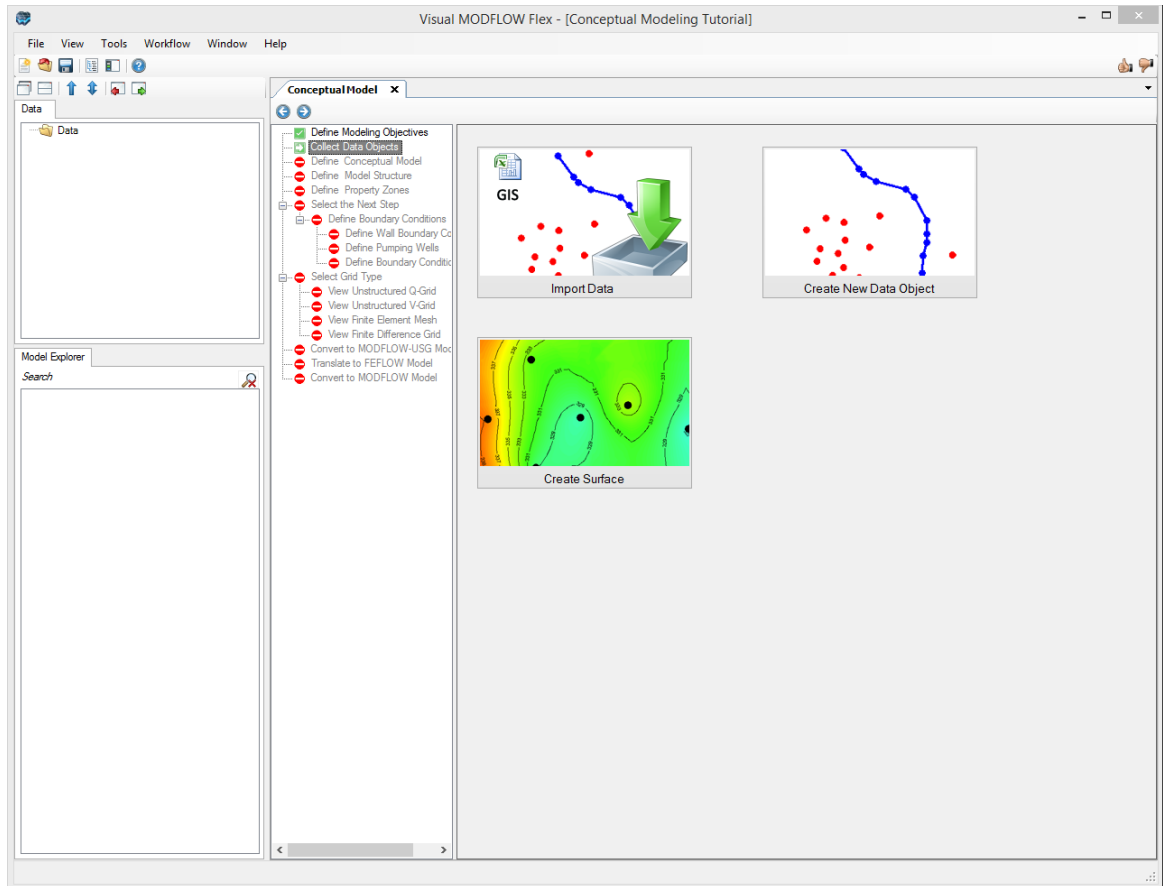 Visual MODFLOW Flex - [Conceptual Modeling Tutorial]
File View Tools Workflow Window Help
Data
Data
Model Explorer
Search
Conceptual Model
Define Modeling Objectives
Collect Data Objects
Define Conceptual Model
Define Model Structure
Define Property Zones
Select the Next Step
Define Boundary Conditions
Define Wall Boundary Co
Define Pumping Wells
Define Boundary Conditic
Select Grid Type
View Unstructured Q-Grid
View Unstructured V-Grid
View Finite Element Mesh
View Finite Difference Grid
Convert to MODFLOW-USG Moc
Translate to FEFLOW Model
Convert to MODFLOW Model
GIS
Import Data
Create New Data Object
Create Surface